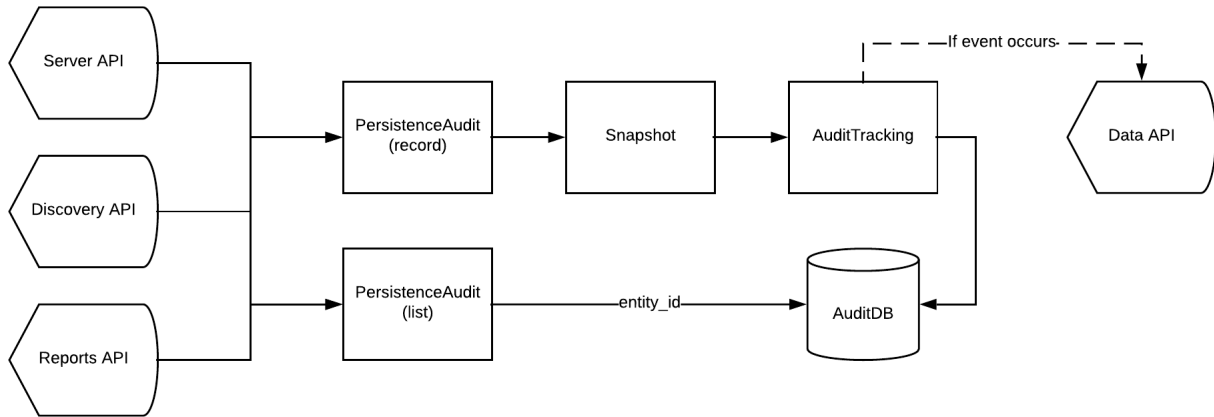 Server API
If event occurs
PersistenceAudit
(record)
Snapshot
AuditTracking
Data API
Discovery API
PersistenceAudit
(list)
entity_id
AuditDB
Reports API